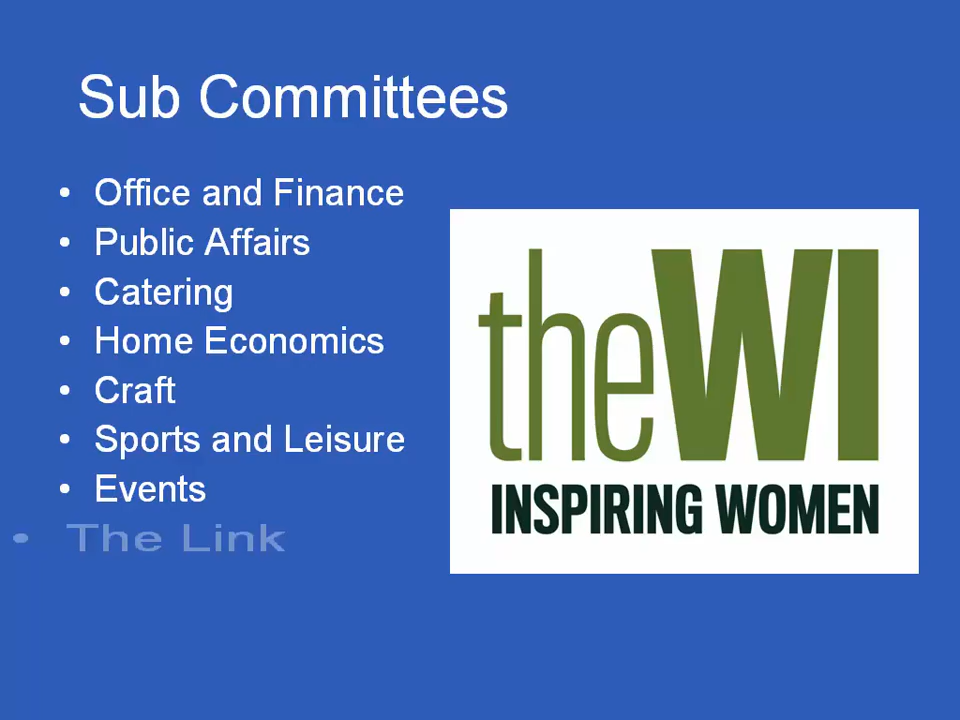 Sub Committees
• Office and Finance
• Public Affairs
• Catering
• Home Economics
• Craft
• Sports and Leisure
• Events
• The Link
theWI
INSPIRING WOMEN